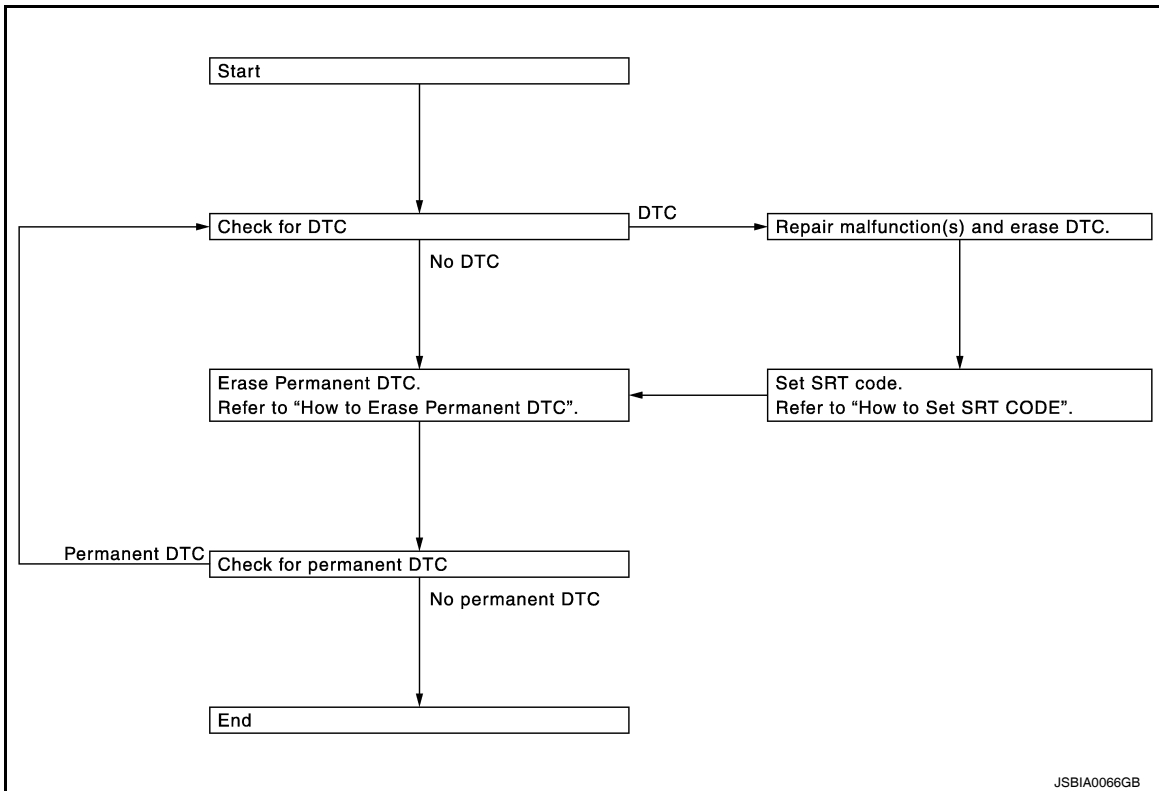 Start
Check for DTC
DTC
Repair malfunction(s) and erase DTC.
No DTC
Erase Permanent DTC.
Refer to “How to Erase Permanent DTC”.
Set SRT code.
Refer to “How to Set SRT CODE”.
Permanent DTC
Check for permanent DTC
No permanent DTC
End
JSBIA0066GB